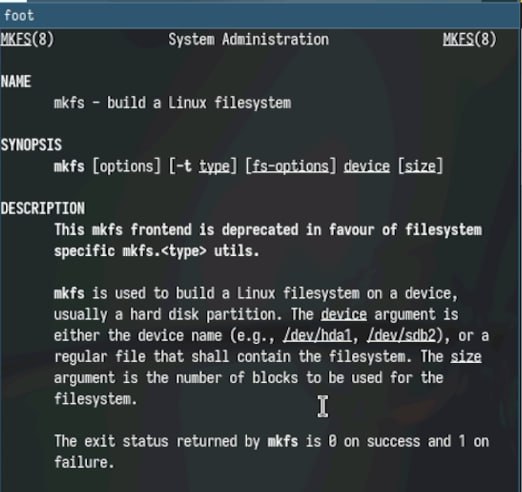 foot
MKFS(8) System Administration MKFS(8)
NAME
mkfs - build a Linux filesystem
SYNOPSIS
mkfs [options] [-t type] [fs-options] device [size]
DESCRIPTION
This mkfs frontend is deprecated in favour of filesystem
specific mkfs.<type> utils.
mkfs is used to build a Linux filesystem on a device,
usually a hard disk partition. The device argument is
either the device name (e.g., /dev/hda1, /dev/sdb2), or a
regular file that shall contain the filesystem. The size
argument is the number of blocks to be used for the
filesystem.
The exit status returned by mkfs is 0 on success and 1 on
failure.